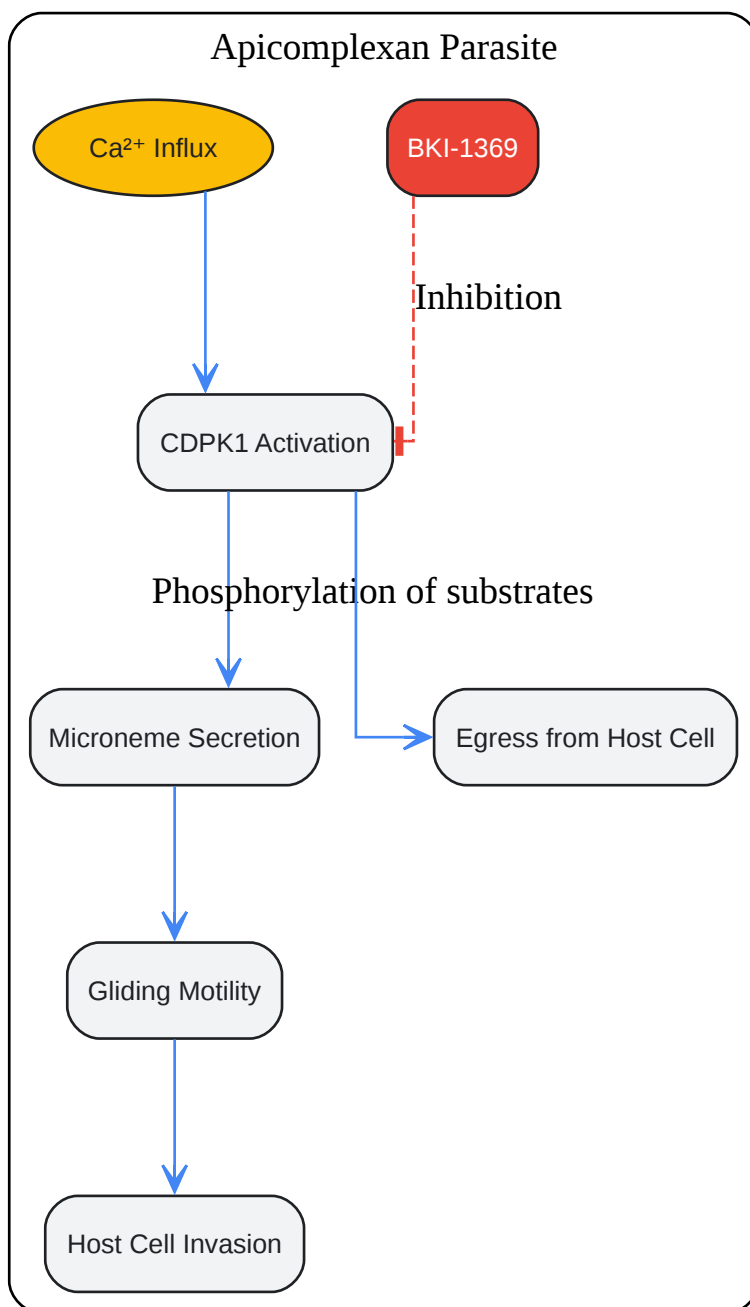 Apicomplexan Parasite
Ca²⁺ Influx
BKI-1369
Inhibition
CDPK1 Activation
Phosphorylation of substrates
Microneme Secretion
Egress from Host Cell
Gliding Motility
Host Cell Invasion